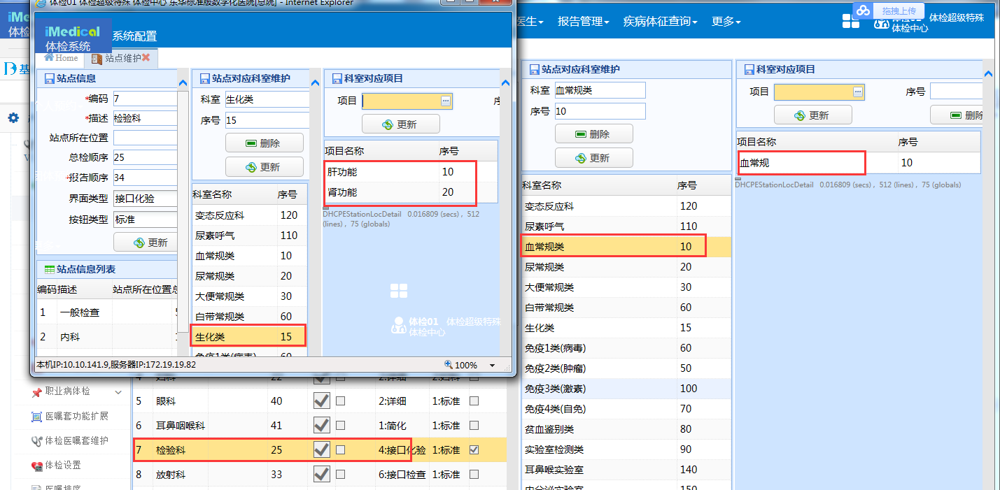 体检01 体检超级特殊 体检中心 东华标准版数字化医院[总院] - Internet Explorer
iMedical
体检系统
系统配置
Home
站点维护
站点信息
*编码 7
*描述 检验科
站点所在位置
总检顺序 25
*报告顺序 34
界面类型 接口化验
按钮类型 标准
更新
站点信息列表
编码 描述 站点所在位置 总
1 一般检查
2 内科
站点对应科室维护
科室 生化类
序号 15
删除
更新
科室名称 序号
变态反应科 120
尿素呼气 110
血常规类 10
尿常规类 20
大便常规类 30
白带常规类 60
生化类 15
免疫1类(病毒) 60
科室对应项目
项目
更新
项目名称 序号
肝功能 10
肾功能 20
DHCPEStationLocDetail 0.016809 (secs) , 512
(lines) , 75 (globals)
体检01 体检超级特殊
体检中心
本机IP:10.10.141.9,服务器IP:172.19.19.82
100%
iM
体检
基
医生
报告管理
疾病体征查询
更多
拖拽上传
体检超级特殊
体检中心
职业病体检
医嘱套功能扩展
体检医嘱套维护
体检设置
医嘱排序
4 妇科 22 2:详细 2:妇科
5 眼科 40 2:详细 1:标准
6 耳鼻咽喉科 41 1:简化 1:标准
7 检验科 25 4:接口化验 1:标准
8 放射科 33 6:接口检查 1:标准
站点对应科室维护
科室 血常规类
序号 10
删除
更新
科室名称 序号
变态反应科 120
尿素呼气 110
血常规类 10
尿常规类 20
大便常规类 30
白带常规类 60
生化类 15
免疫1类(病毒) 60
免疫2类(肿瘤) 50
免疫3类(激素) 100
免疫4类(自免) 70
贫血鉴别类 80
实验室检测类 90
耳鼻喉实验室 140
内分泌实验室 150
科室对应项目
项目
序号
更新
删除
项目名称 序号
血常规 10
DHCPEStationLocDetail 0.016809 (secs) , 512 (lines) , 75 (globals)